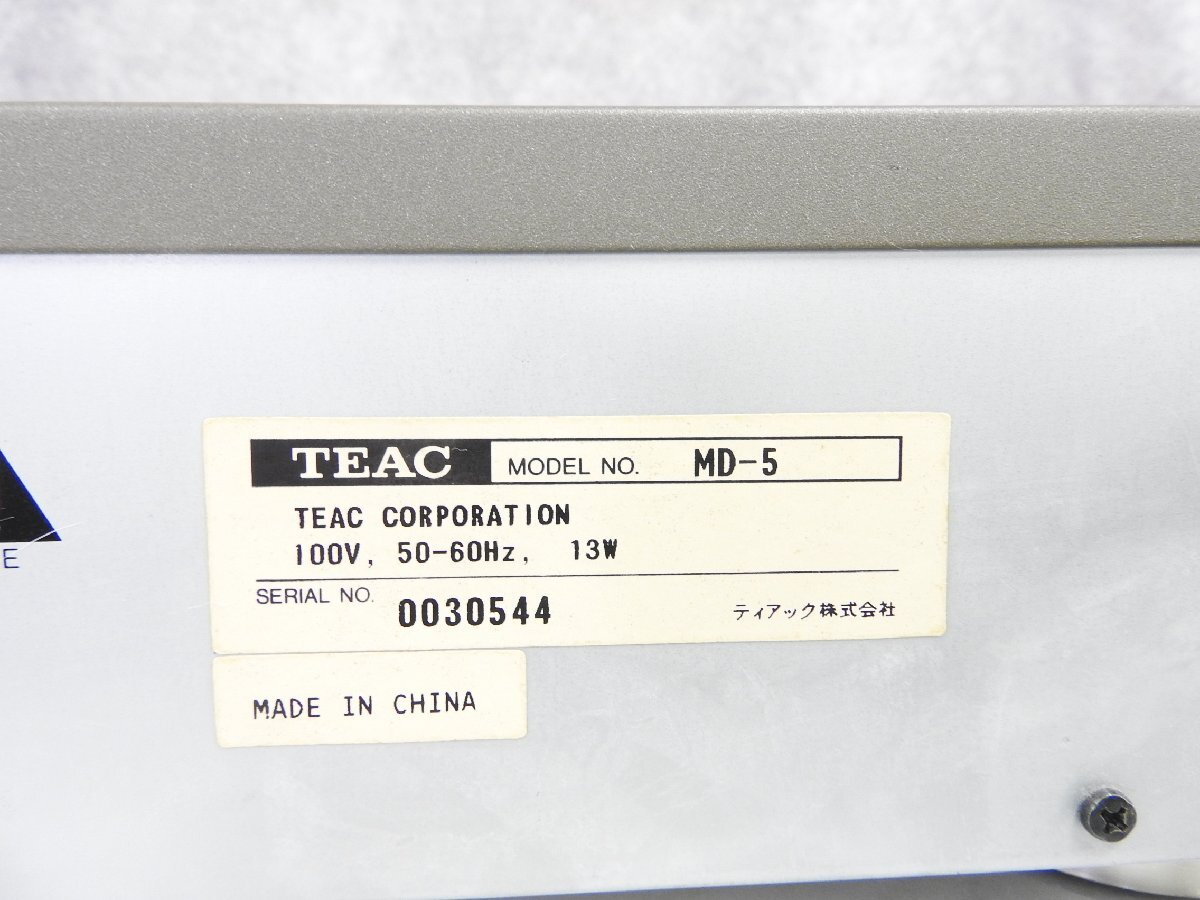 TEAC MODEL NO. MD-5
TEAC CORPORATION
100V, 50-60Hz, 13W
SERIAL NO. 0030544 ティアック株式会社
MADE IN CHINA
E